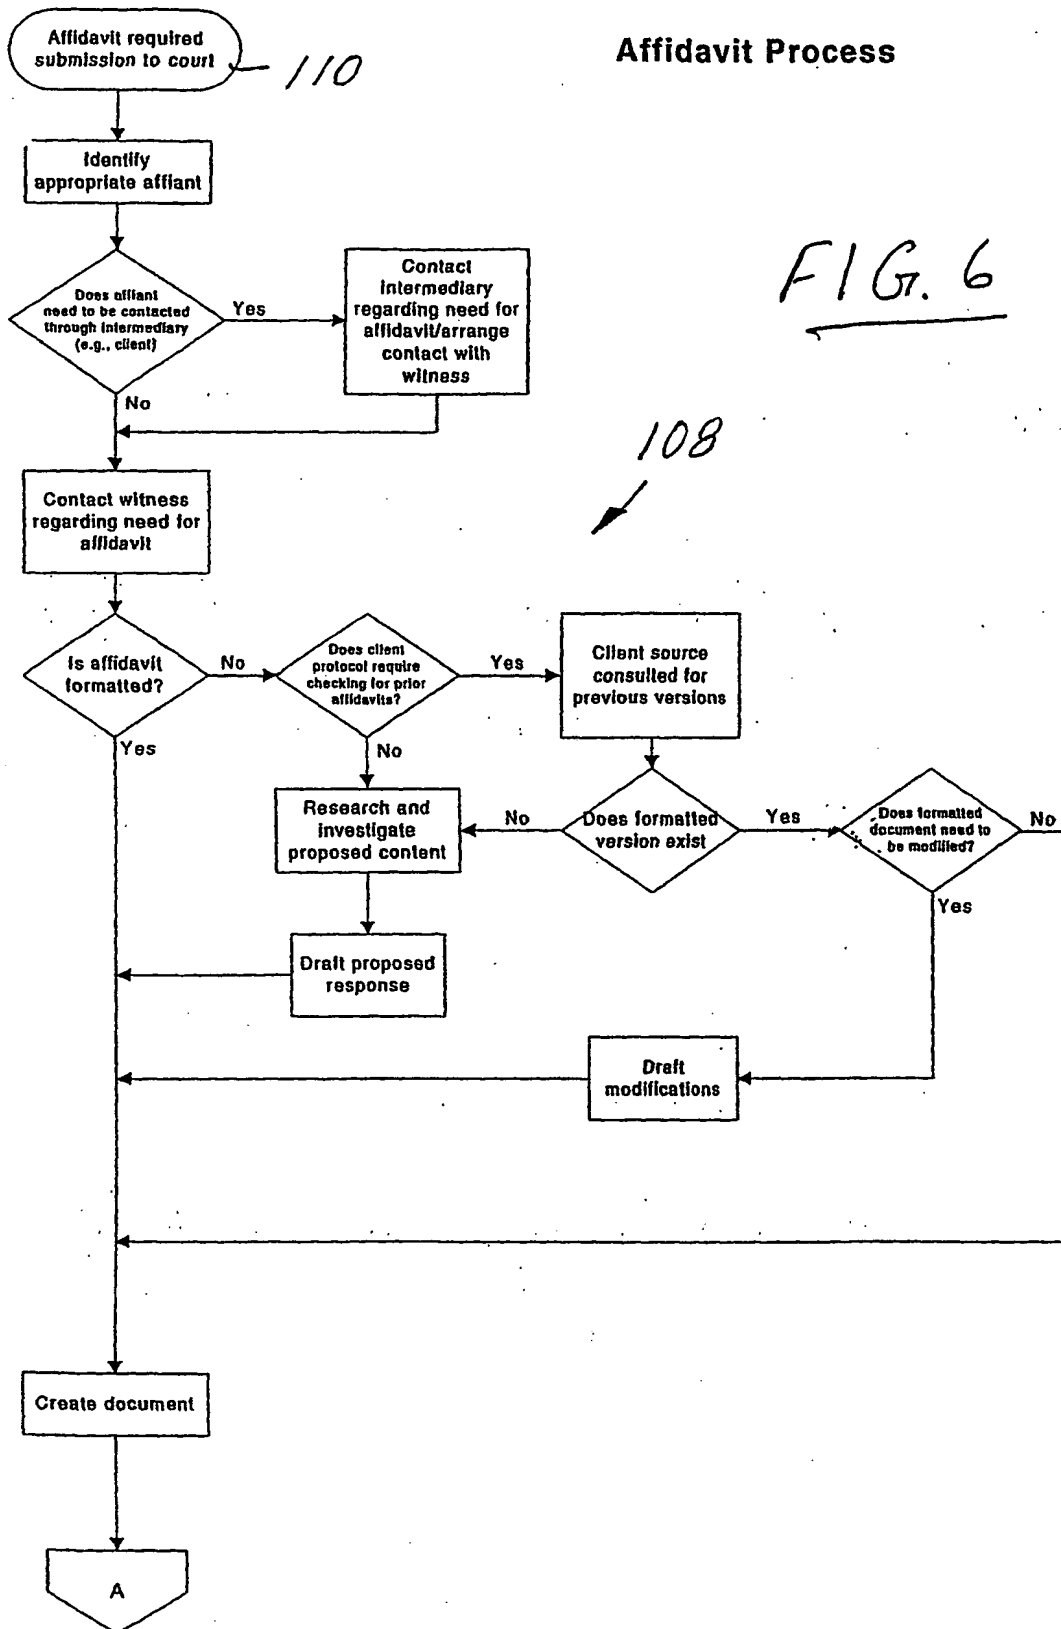 Affidavit required
submission to court
110
Affidavit Process
Identify
appropriate affiant
FIG. 6
Does affiant
need to be contacted
through intermediary
(e.g., client)
Yes
No
Contact
intermediary
regarding need for
affidavit/arrange
contact with
witness
108
Contact witness
regarding need for
affidavit
Is affidavit
formatted?
No
Yes
Does client
protocol require
checking for prior
affidavits?
Yes
No
Client source
consulted for
previous versions
Research and
investigate
proposed content
No
Does formatted
version exist
Yes
Does formatted
document need to
be modified?
No
Yes
Draft proposed
response
Draft
modifications
Create document
A